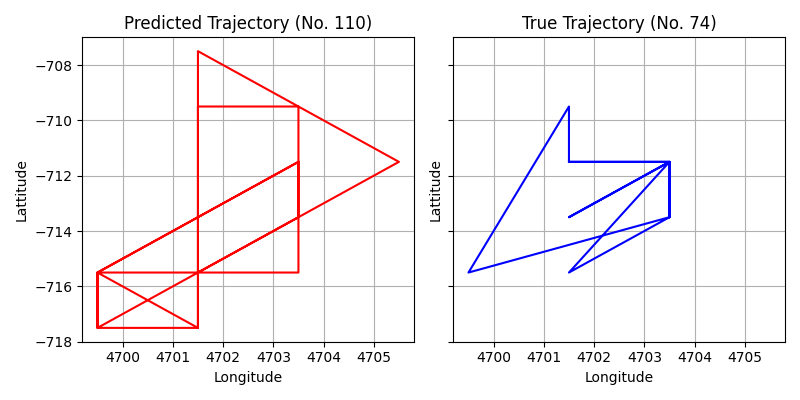 Predicted Trajectory (No. 110)
True Trajectory (No. 74)
−708
−710
−712
−714
−716
−718
Lattitude
Lattitude
4700 4701 4702 4703 4704 4705
4700 4701 4702 4703 4704 4705
Longitude
Longitude